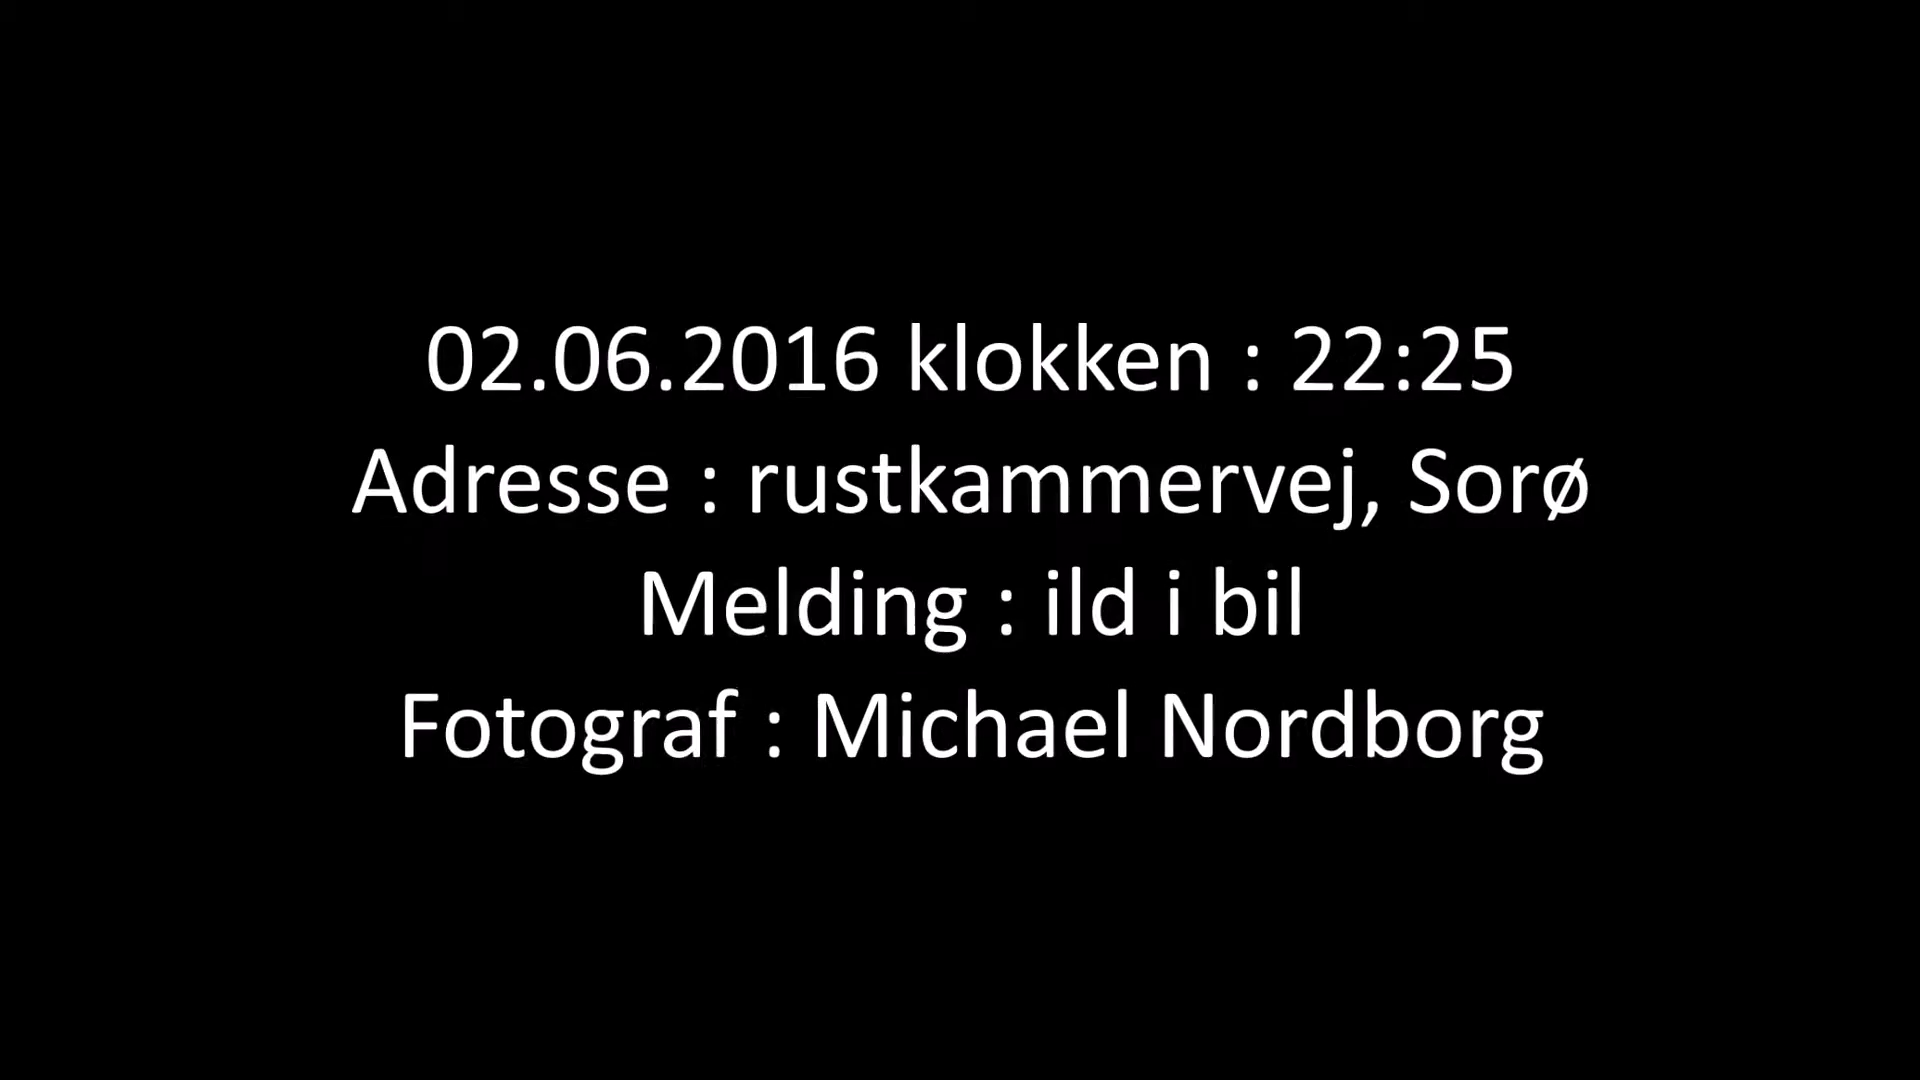 02.06.2016 klokken : 22:25
Adresse : rustkammervej, Sorø
Melding : ild i bil
Fotograf : Michael Nordborg